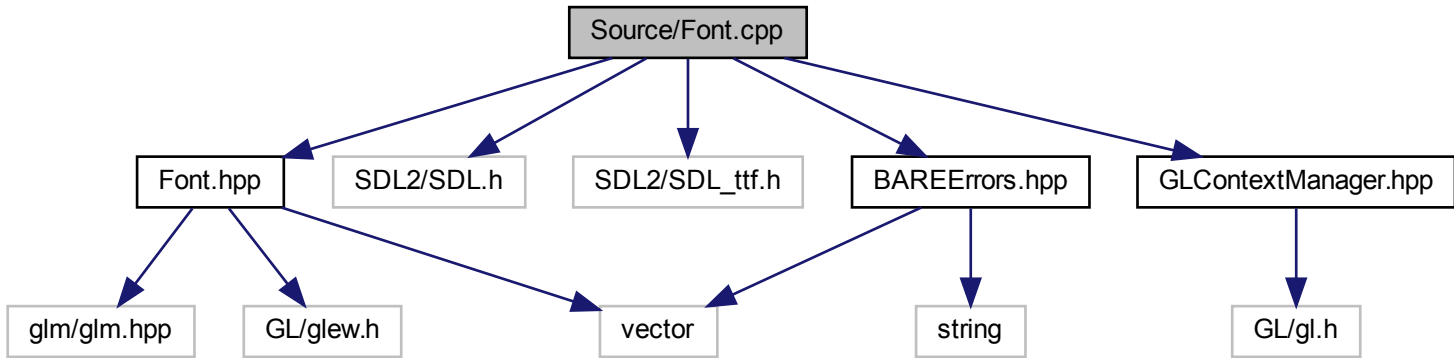 Source/Font.cpp
Font.hpp
SDL2/SDL.h
SDL2/SDL_ttf.h
BAREErrors.hpp
GLContextManager.hpp
glm/glm.hpp
GL/glew.h
vector
string
GL/gl.h